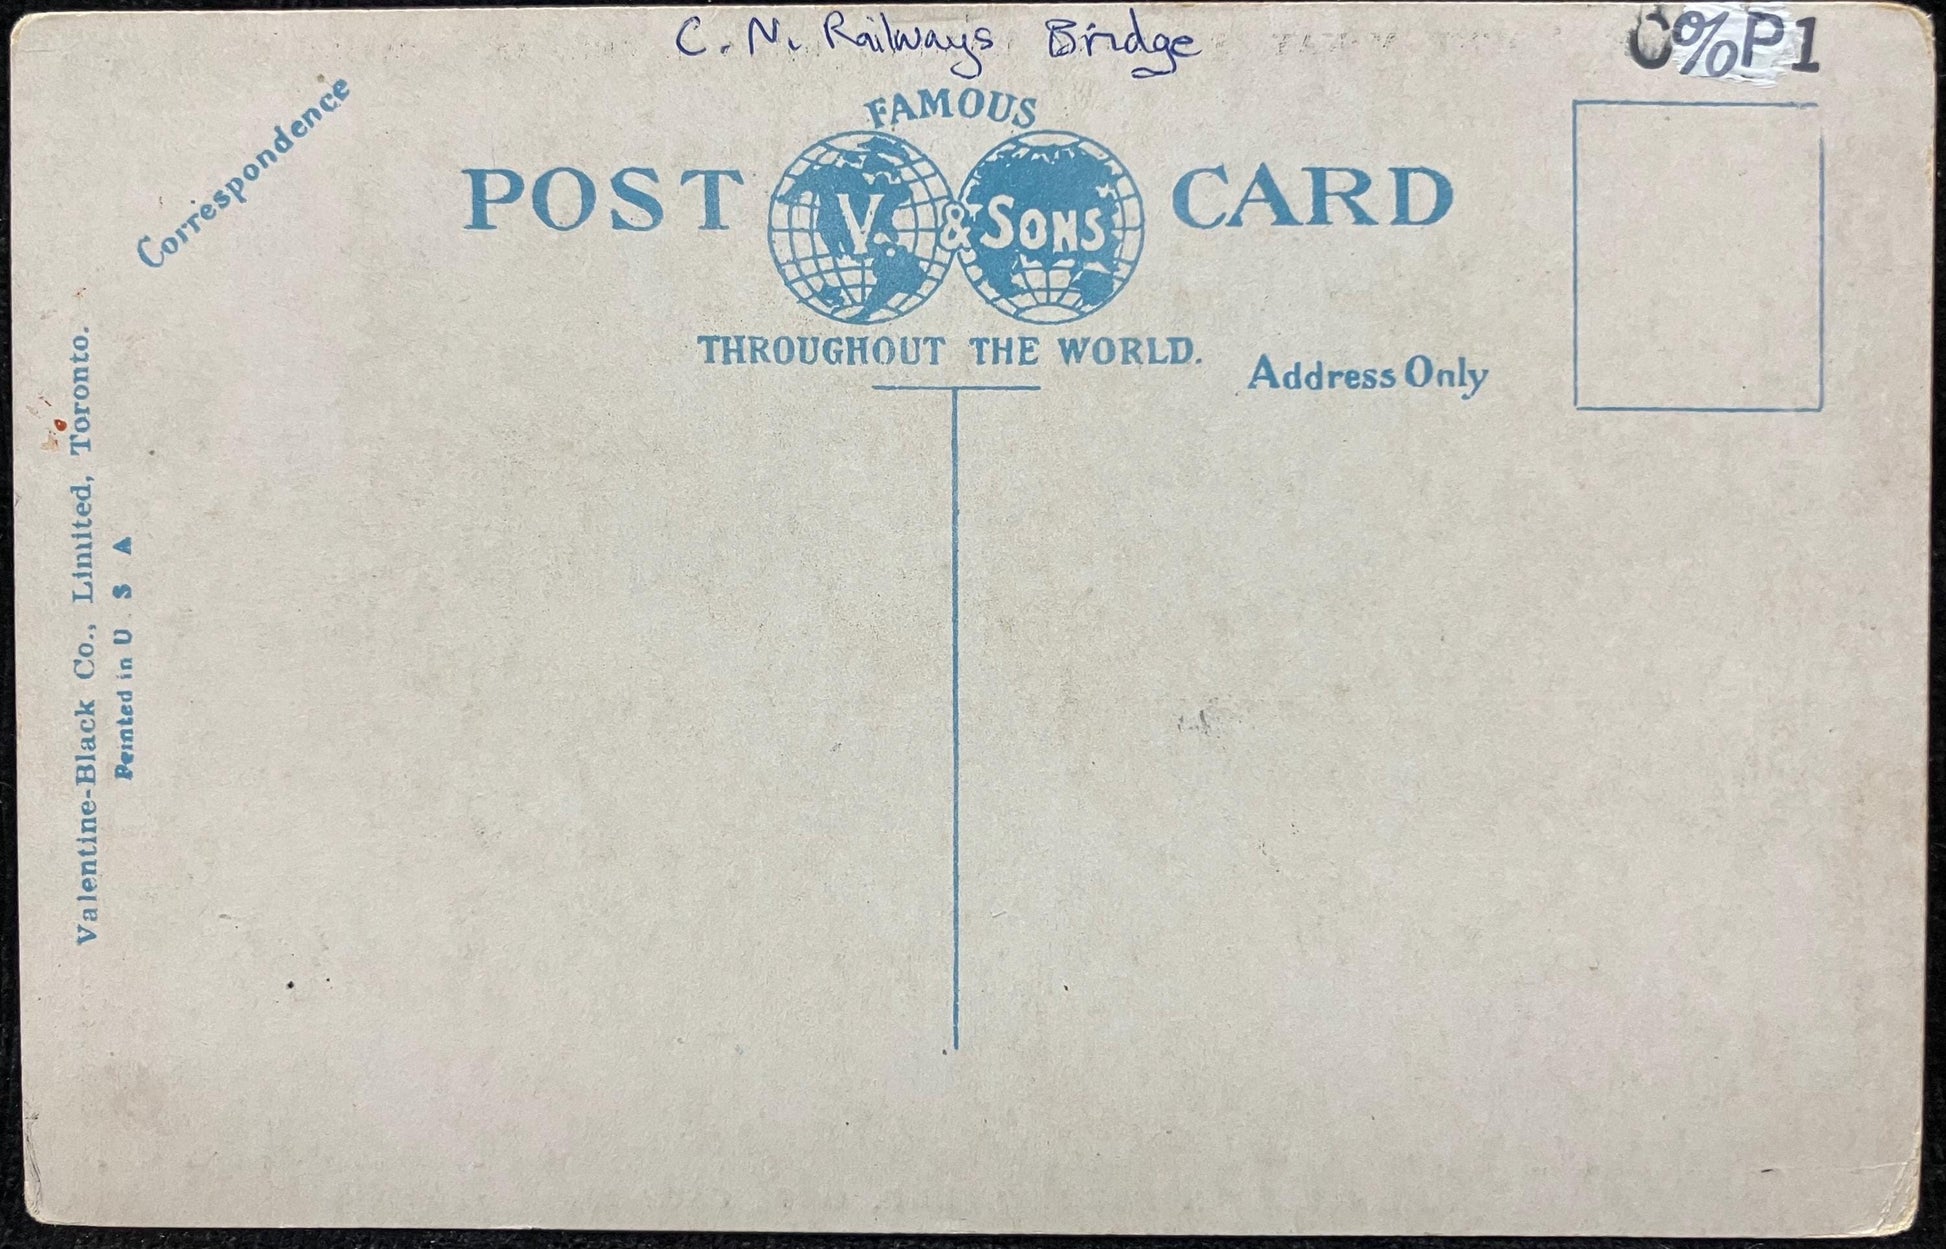 C. N. Railways Bridge
C%P1
Correspondence
FAMOUS
POST V. & SONS CARD
THROUGHOUT THE WORLD.
Address Only
Valentine-Black Co., Limited, Toronto.
Printed in U. S A